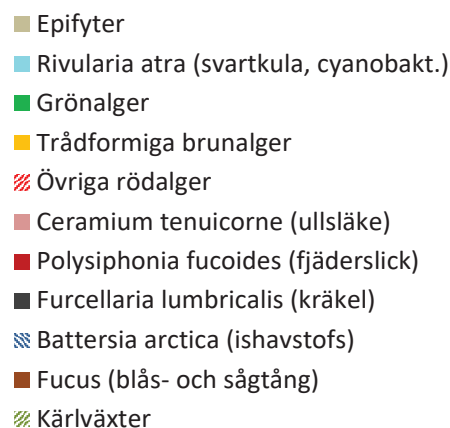 Epifyter
Rivularia atra (svartkula, cyanobakt.)
Grönalger
Trådformiga brunalger
Övriga rödalger
Ceramium tenuicorne (ullsläke)
Polysiphonia fucoides (fjäderslick)
Furcellaria lumbricalis (kräkel)
Battersia arctica (ishavstofs)
Fucus (blås- och sågtång)
Kärlväxter